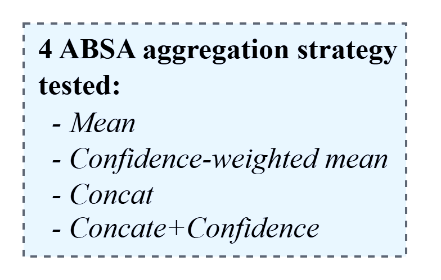 4 ABSA aggregation strategy
tested:
- Mean
- Confidence-weighted mean
- Concat
- Concate+Confidence